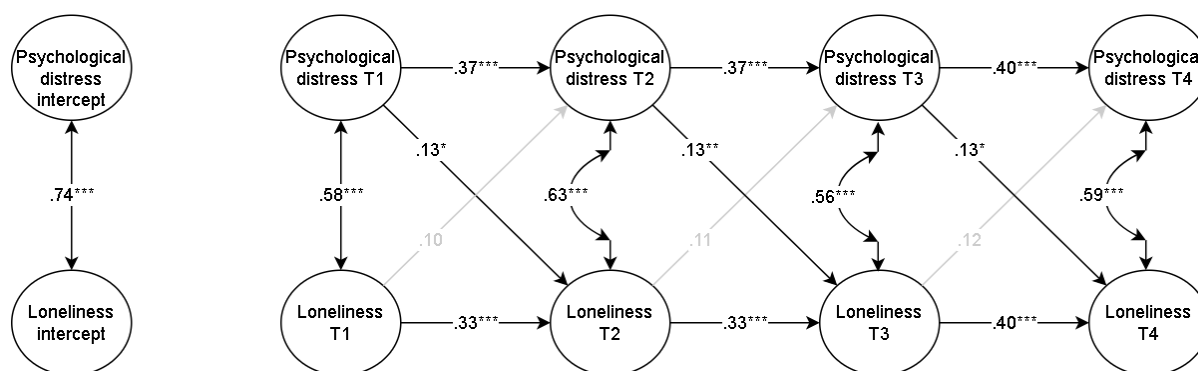 Psychological
distress
intercept
Psychological
distress T1
.37***
Psychological
distress T2
.37***
Psychological
distress T3
.40***
Psychological
distress T4
.13*
.13**
.13*
.74***
.58***
.63***
.56***
.59***
.10
.11
.12
Loneliness
intercept
Loneliness
T1
.33***
Loneliness
T2
.33***
Loneliness
T3
.40***
Loneliness
T4